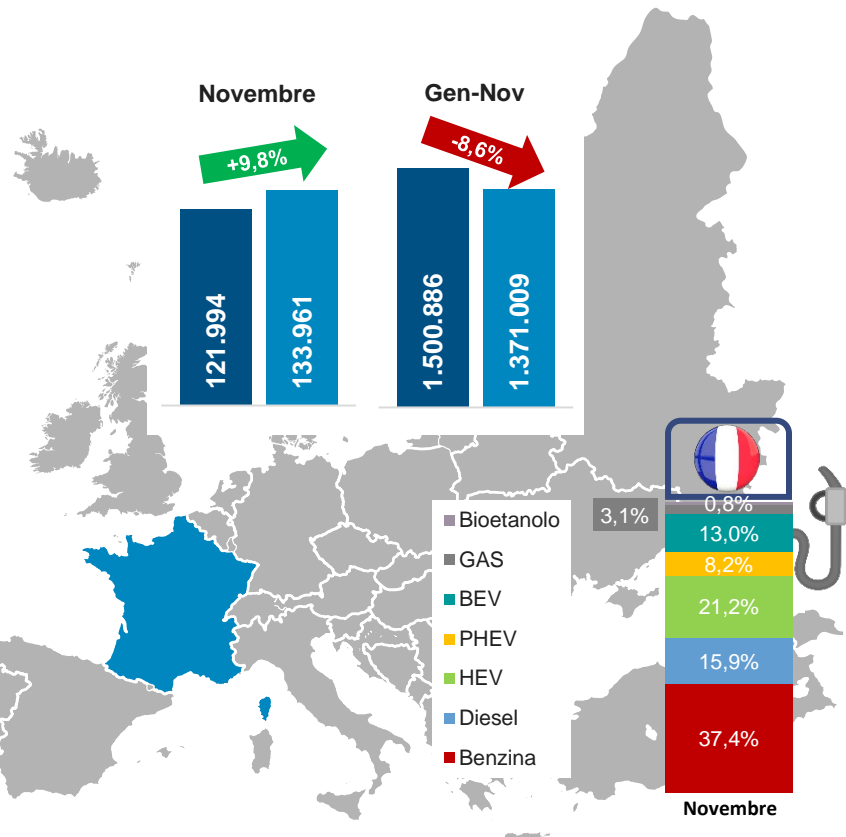 Novembre
Gen-Nov
+9,8%
-8,6%
121.994
133.961
1.500.886
1.371.009
Bioetanolo
GAS
BEV
PHEV
HEV
Diesel
Benzina
3,1%
0,8%
13,0%
8,2%
21,2%
15,9%
37,4%
Novembre